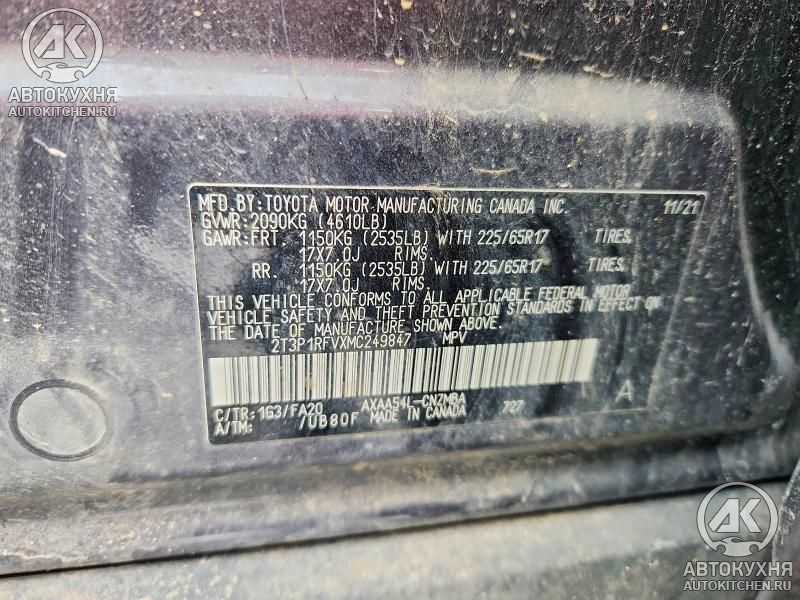 AK
АВТОКУХНЯ
AUTOKITCHEN.RU
MFD.BY:TOYOTA MOTOR MANUFACTURING CANADA INC. 11/21
GVWR:2090KG (4610LB)
GAWR:FRT. 1150KG (2535LB) WITH 225/65R17 TIRES,
17X7.0J RIMS.
RR. 1150KG (2535LB) WITH 225/65R17 TIRES,
17X7.0J RIMS.
THIS VEHICLE CONFORMS TO ALL APPLICABLE FEDERAL MOTOR
VEHICLE SAFETY AND THEFT PREVENTION STANDARDS IN EFFECT ON
THE DATE OF MANUFACTURE SHOWN ABOVE.
2T3P1RFVXMC249847 MPV
C/TR:1G3/FA20 AXAA54L-CNZMBA A
A/TM: /UB80F MADE IN CANADA 727
AK
АВТОКУХНЯ
AUTOKITCHEN.RU